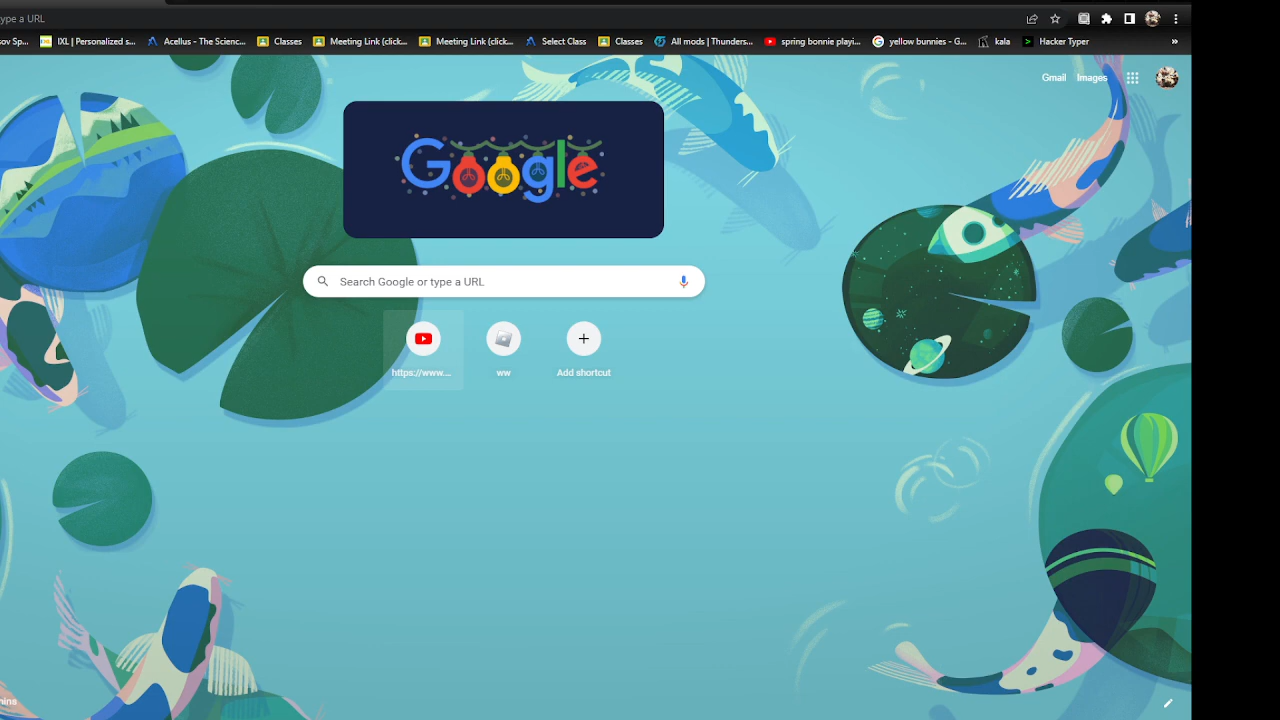 ype a URL
ov Sp... IXL | Personalized s... Acellus - The Scienc... Classes Meeting Link (click... Meeting Link (click... Select Class Classes All mods | Thunders... spring bonnie playi... yellow bunnies - G... kala Hacker Typer »
Gmail Images
Google
Search Google or type a URL
https://www.... ww Add shortcut